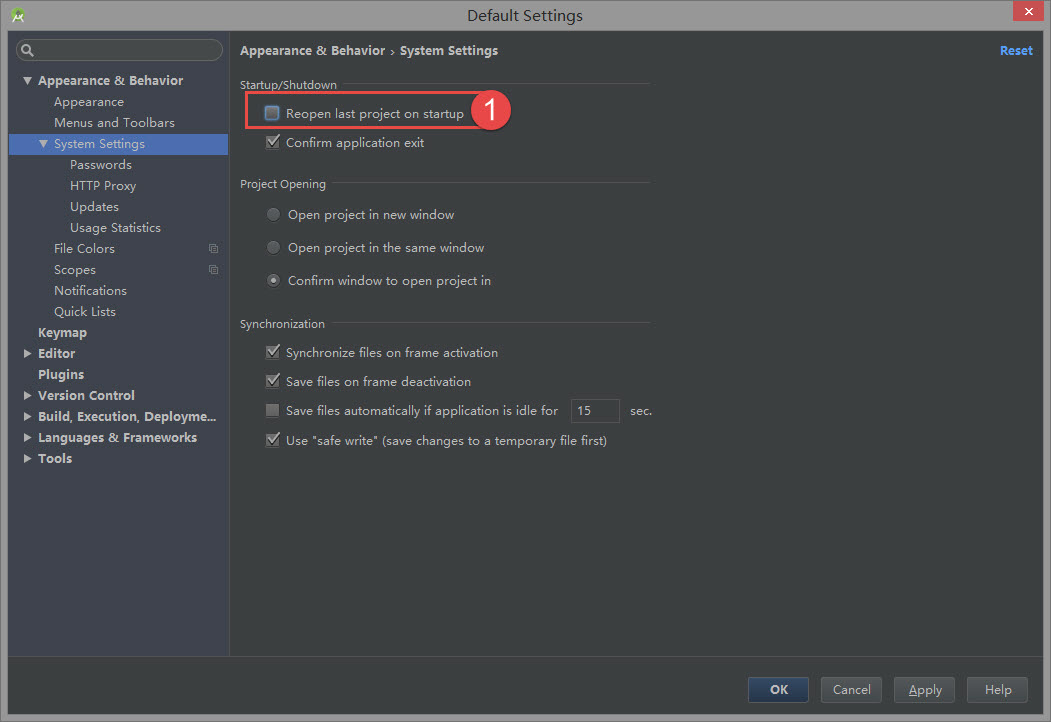 Default Settings
Appearance & Behavior › System Settings
Reset
Appearance & Behavior
Appearance
Menus and Toolbars
System Settings
Passwords
HTTP Proxy
Updates
Usage Statistics
File Colors
Scopes
Notifications
Quick Lists
Keymap
Editor
Plugins
Version Control
Build, Execution, Deployme...
Languages & Frameworks
Tools
Startup/Shutdown
Reopen last project on startup
1
Confirm application exit
Project Opening
Open project in new window
Open project in the same window
Confirm window to open project in
Synchronization
Synchronize files on frame activation
Save files on frame deactivation
Save files automatically if application is idle for 15 sec.
Use "safe write" (save changes to a temporary file first)
OK
Cancel
Apply
Help